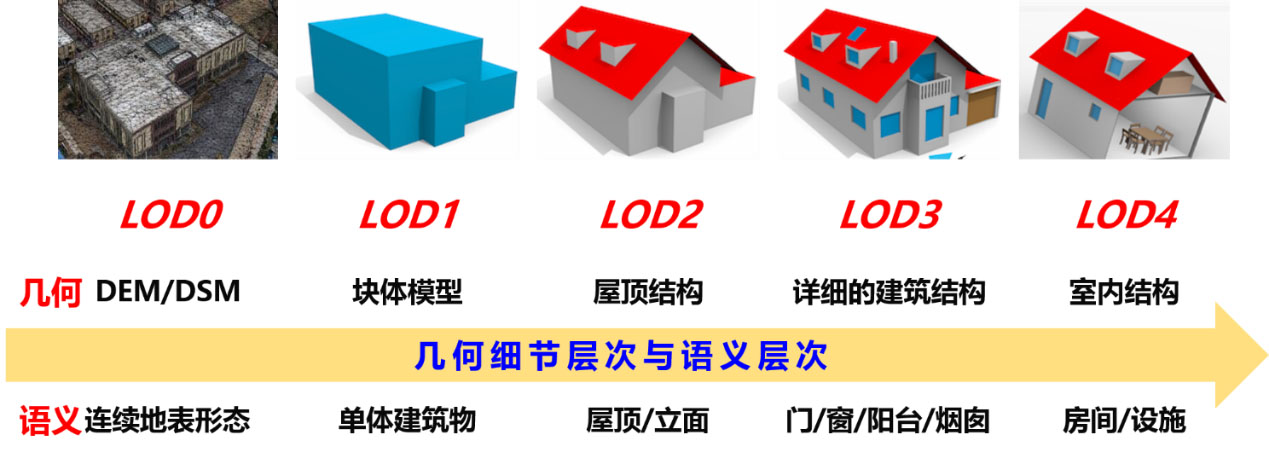 LOD0 LOD1 LOD2 LOD3 LOD4
几何 DEM/DSM 块体模型 屋顶结构 详细的建筑结构 室内结构
几何细节层次与语义层次
语义 连续地表形态 单体建筑物 屋顶/立面 门/窗/阳台/烟囱 房间/设施